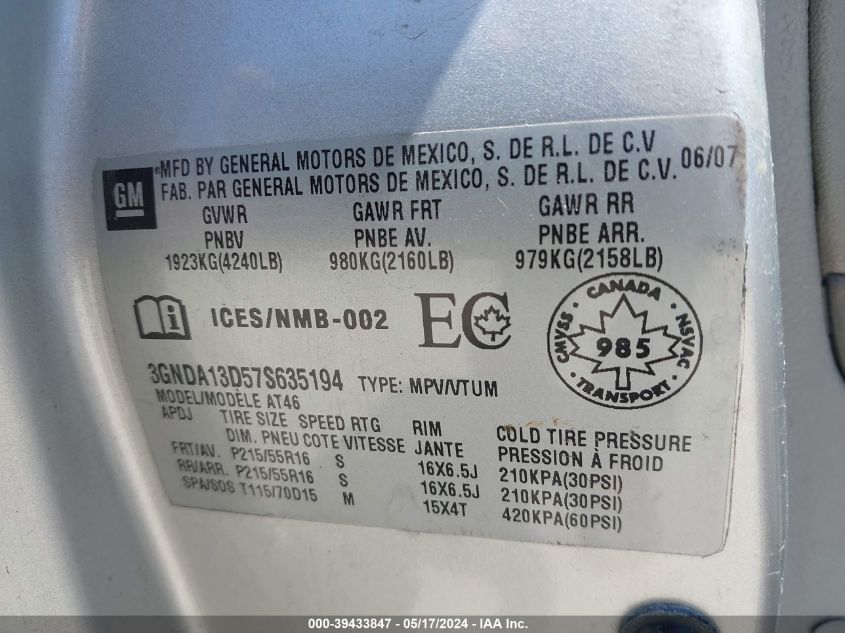 GM
*MFD BY GENERAL MOTORS DE MEXICO, S. DE R.L. DE C.V
FAB. PAR GENERAL MOTORS DE MEXICO, S. DE R.L. DE C.V. 06/07
GVWR GAWR FRT GAWR RR
PNBV PNBE AV. PNBE ARR.
1923KG(4240LB) 980KG(2160LB) 979KG(2158LB)
i ICES/NMB-002 EC
CANADA
CMVSS 985 NSVAC
TRANSPORT
3GNDA13D57S635194 TYPE: MPV/VTUM
MODEL/MODÈLE AT46
APDJ TIRE SIZE SPEED RTG RIM COLD TIRE PRESSURE
DIM. PNEU COTE VITESSE JANTE PRESSION À FROID
FRT/AV. P215/55R16 S 16X6.5J 210KPA(30PSI)
RR/ARR. P215/55R16 S 16X6.5J 210KPA(30PSI)
SPA/SOS T115/70D15 M 15X4T 420KPA(60PSI)
000-39433847 - 05/17/2024 - IAA Inc.